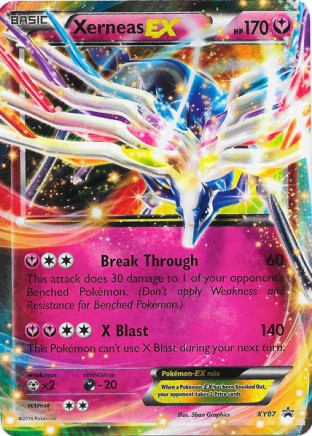 BASIC Xerneas EX HP 170
Break Through 60
This attack does 30 damage to 1 of your opponent's
Benched Pokémon. (Don't apply Weakness and
Resistance for Benched Pokémon.)
X Blast 140
This Pokémon can't use X Blast during your next turn.
weakness resistance
×2 -20
retreat
Pokémon-EX rule
When a Pokémon-EX has been Knocked Out,
your opponent takes 2 Prize cards.
©2014 Pokémon
Illus. 5ban Graphics XY07